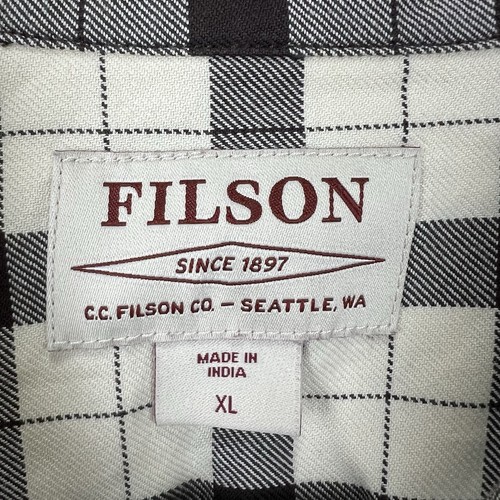 FILSON
SINCE 1897
C.C. FILSON CO. – SEATTLE, WA
MADE IN
INDIA
XL